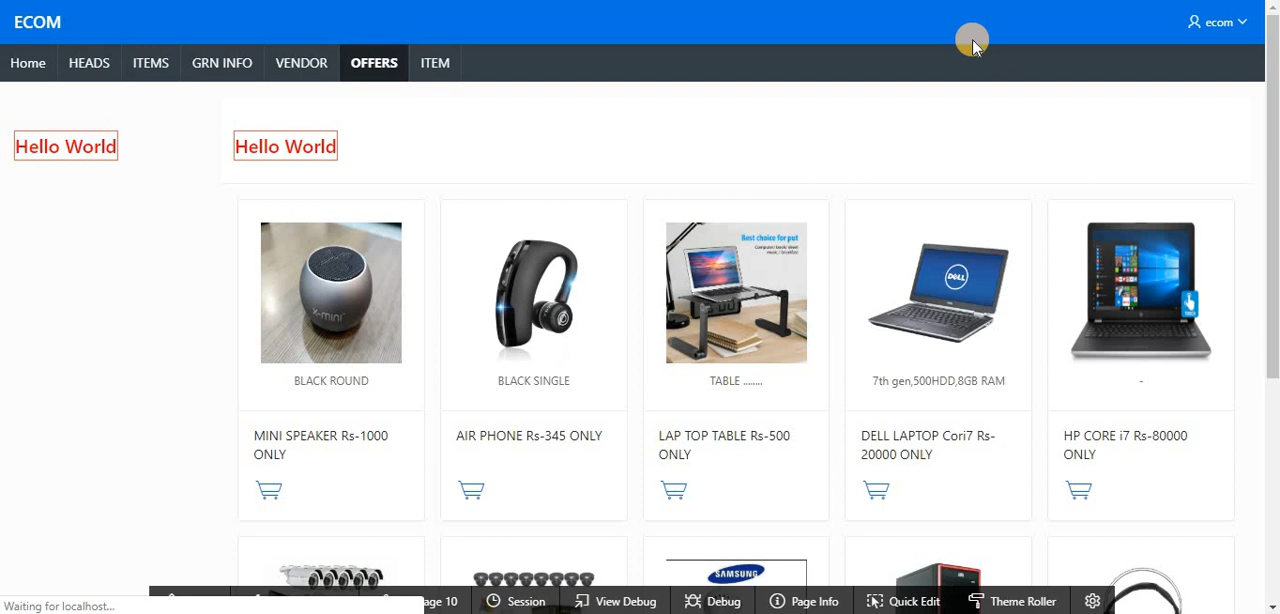 ECOM
ecom
Home HEADS ITEMS GRN INFO VENDOR OFFERS ITEM
Hello World
Hello World
X-mini
Best choice for put
DELL
BLACK ROUND
BLACK SINGLE
TABLE ........
7th gen,500HDD,8GB RAM
-
MINI SPEAKER Rs-1000 ONLY
AIR PHONE Rs-345 ONLY
LAP TOP TABLE Rs-500 ONLY
DELL LAPTOP Cori7 Rs-20000 ONLY
HP CORE i7 Rs-80000 ONLY
SAMSUNG
age 10 Session View Debug Debug Page Info Quick Edit Theme Roller
Waiting for localhost...